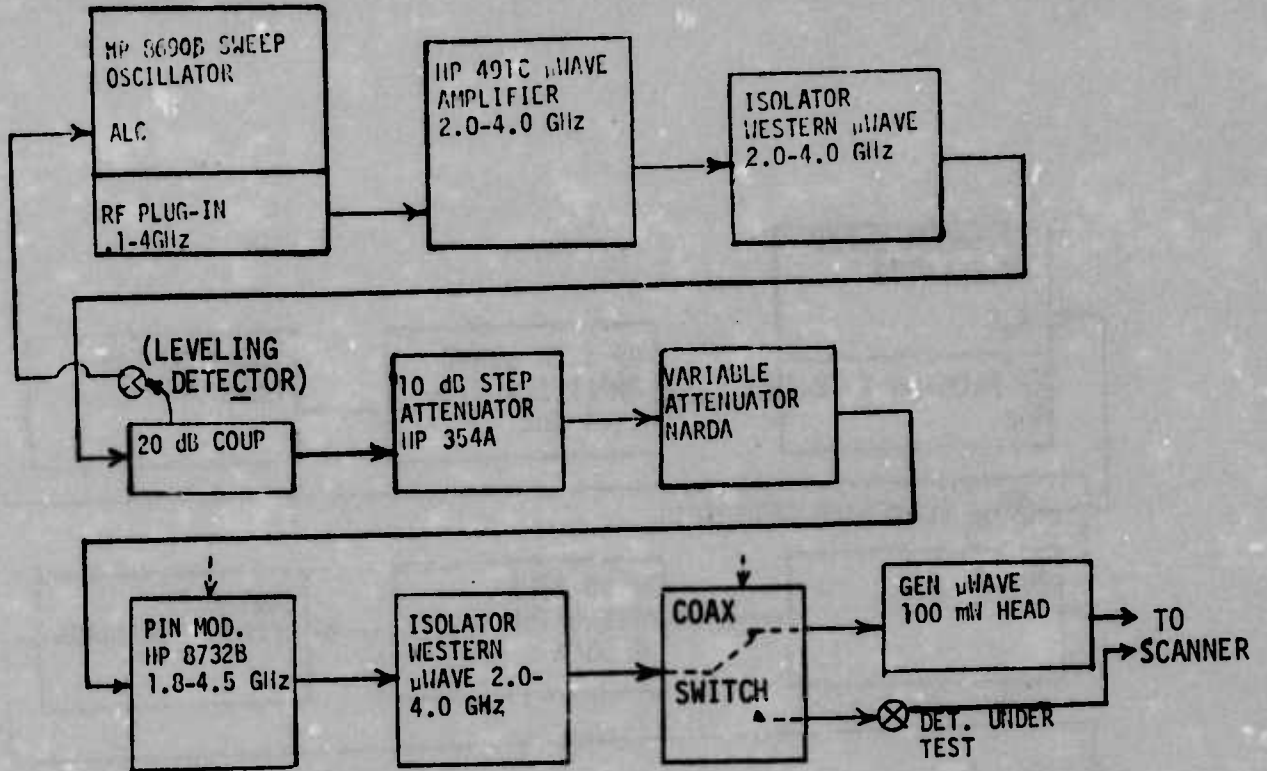 HP 8690B SWEEP
OSCILLATOR
ALC
RF PLUG-IN
.1-4GHz
HP 491C µWAVE
AMPLIFIER
2.0-4.0 GHz
ISOLATOR
WESTERN µWAVE
2.0-4.0 GHz
(LEVELING
DETECTOR)
20 dB COUP
10 dB STEP
ATTENUATOR
HP 354A
VARIABLE
ATTENUATOR
NARDA
PIN MOD.
HP 8732B
1.8-4.5 GHz
ISOLATOR
WESTERN
µWAVE 2.0-
4.0 GHz
COAX
SWITCH
GEN µWAVE
100 mW HEAD
DET. UNDER
TEST
TO
SCANNER